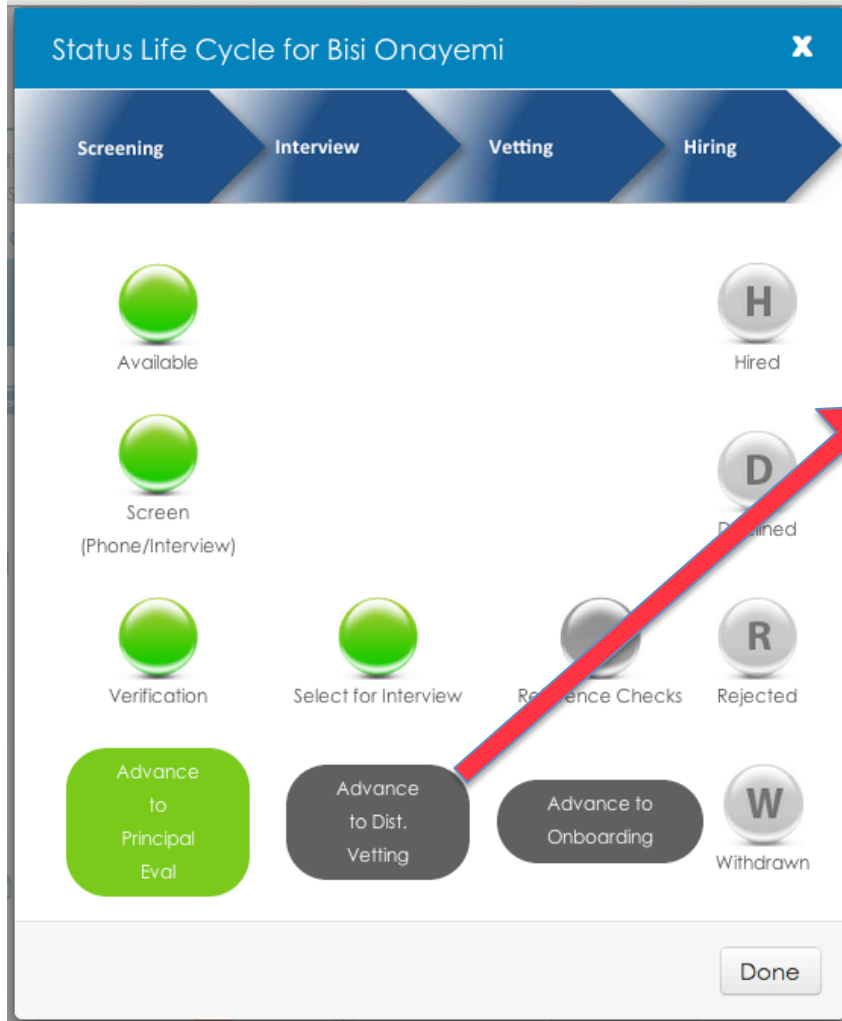 Status Life Cycle for Bisi Onayemi
x
Screening
Interview
Vetting
Hiring
Available
H
Hired
Screen
(Phone/Interview)
D
Verification
Select for Interview
Checks
R
Rejected
Advance
to
Principal
Eval
Advance
to Dist.
Vetting
Advance to
Onboarding
W
Withdrawn
Done